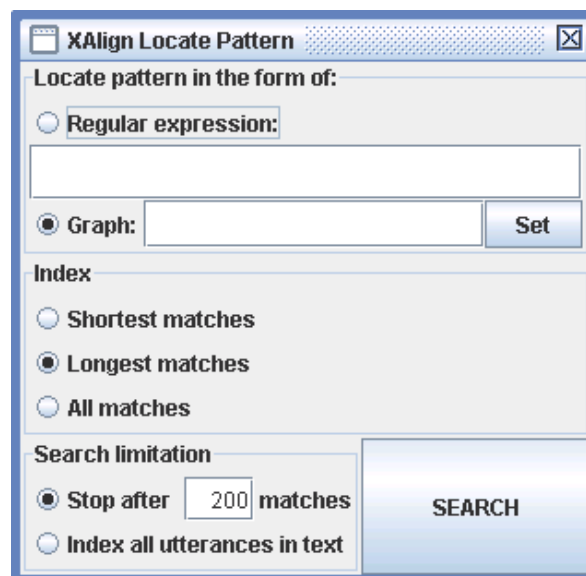 XAlign Locate Pattern
Locate pattern in the form of:
Regular expression:
Graph:
Set
Index
Shortest matches
Longest matches
All matches
Search limitation
Stop after 200 matches
SEARCH
Index all utterances in text